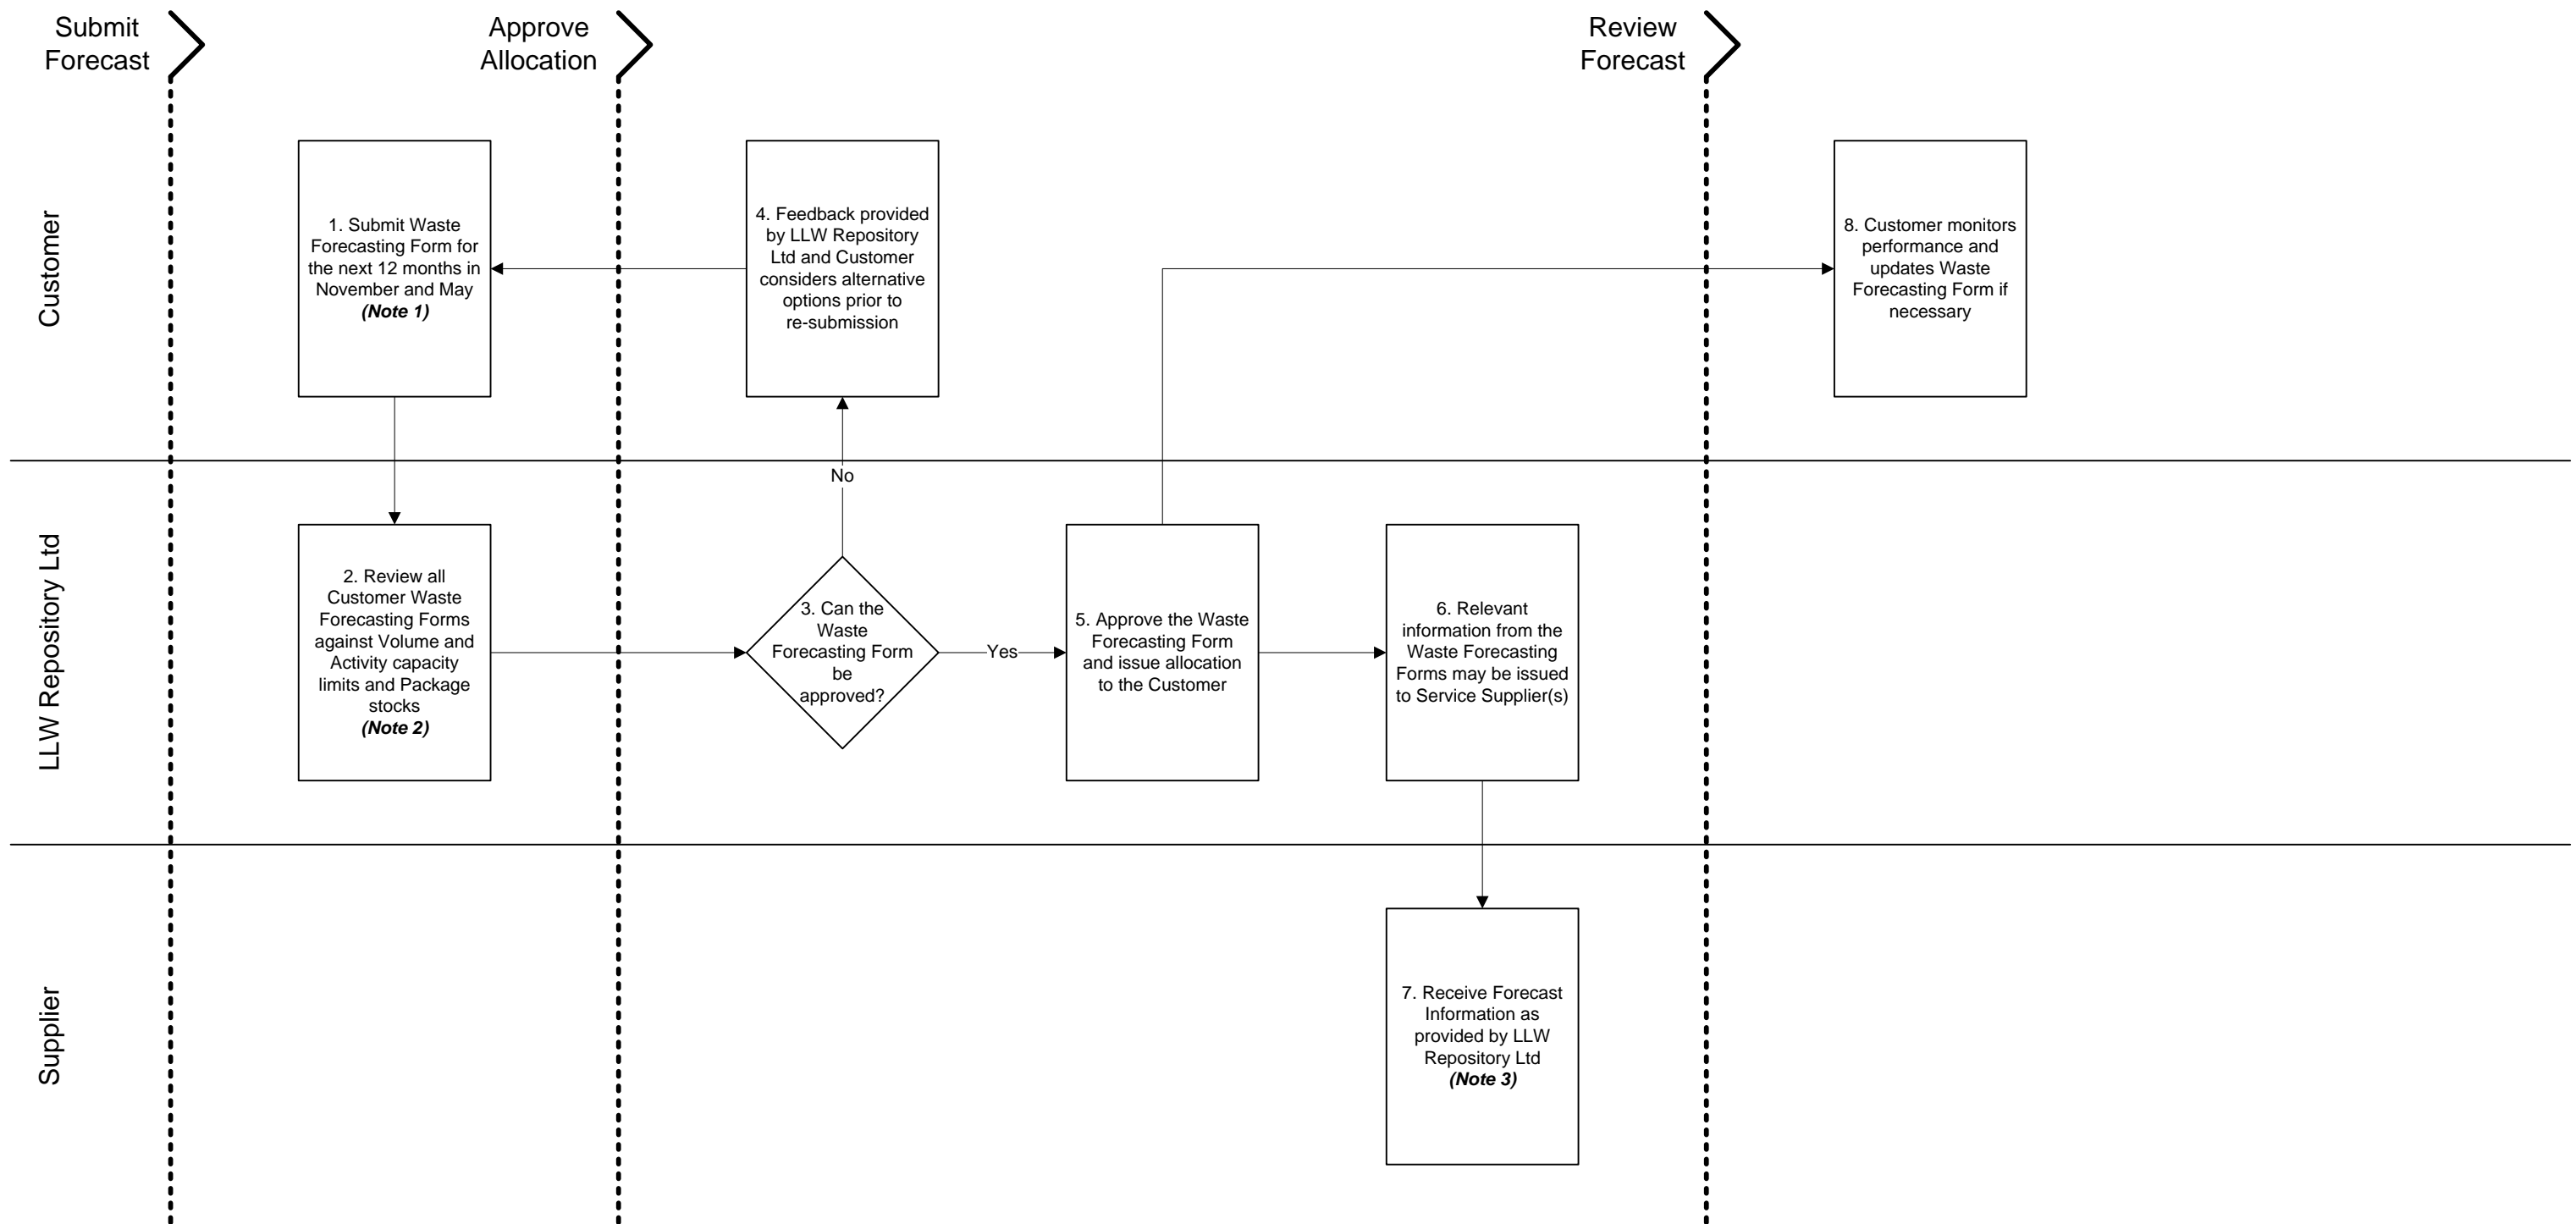 Submit
Forecast
Approve
Allocation
Review
Forecast
Customer
1. Submit Waste
Forecasting Form for
the next 12 months in
November and May
(Note 1)
4. Feedback provided
by LLW Repository
Ltd and Customer
considers alternative
options prior to
re-submission
8. Customer monitors
performance and
updates Waste
Forecasting Form if
necessary
LLW Repository Ltd
2. Review all
Customer Waste
Forecasting Forms
against Volume and
Activity capacity
limits and Package
stocks
(Note 2)
No
3. Can the
Waste
Forecasting Form
be
approved?
Yes
5. Approve the Waste
Forecasting Form
and issue allocation
to the Customer
6. Relevant
information from the
Waste Forecasting
Forms may be issued
to Service Supplier(s)
Supplier
7. Receive Forecast
Information as
provided by LLW
Repository Ltd
(Note 3)